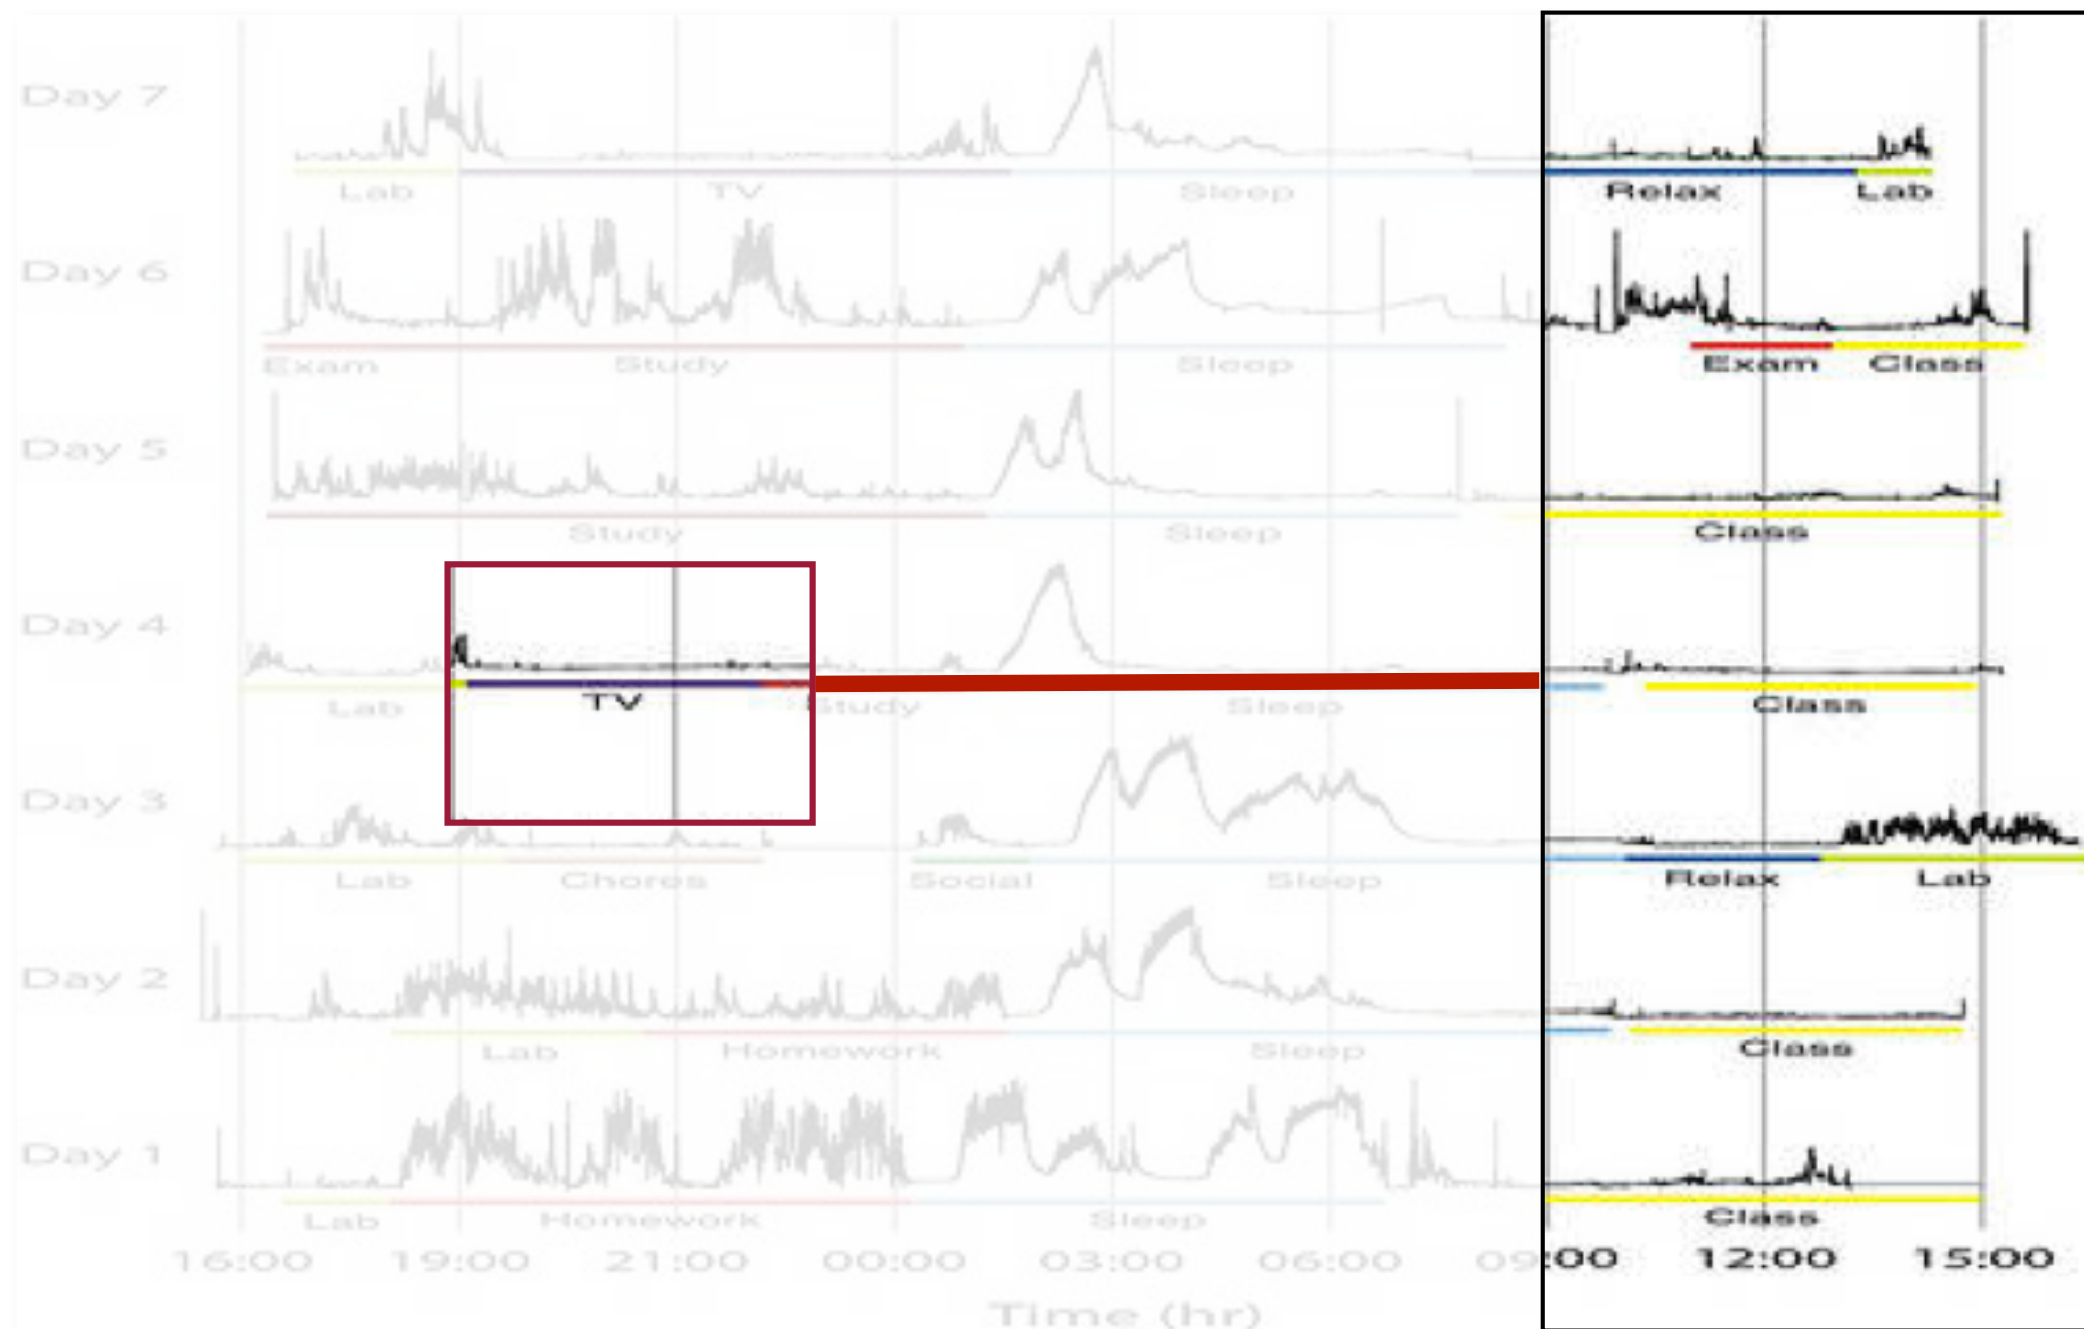 Day 7
Lab TV Sleep Relax Lab
Day 6
Exam Study Sleep Exam Class
Day 5
Study Sleep Class
Day 4
Lab TV Study Sleep Class
Day 3
Lab Chores Social Sleep Relax Lab
Day 2
Lab Homework Sleep Class
Day 1
Lab Homework Sleep Class
16:00 19:00 21:00 00:00 03:00 06:00 09:00 12:00 15:00
Time (hr)